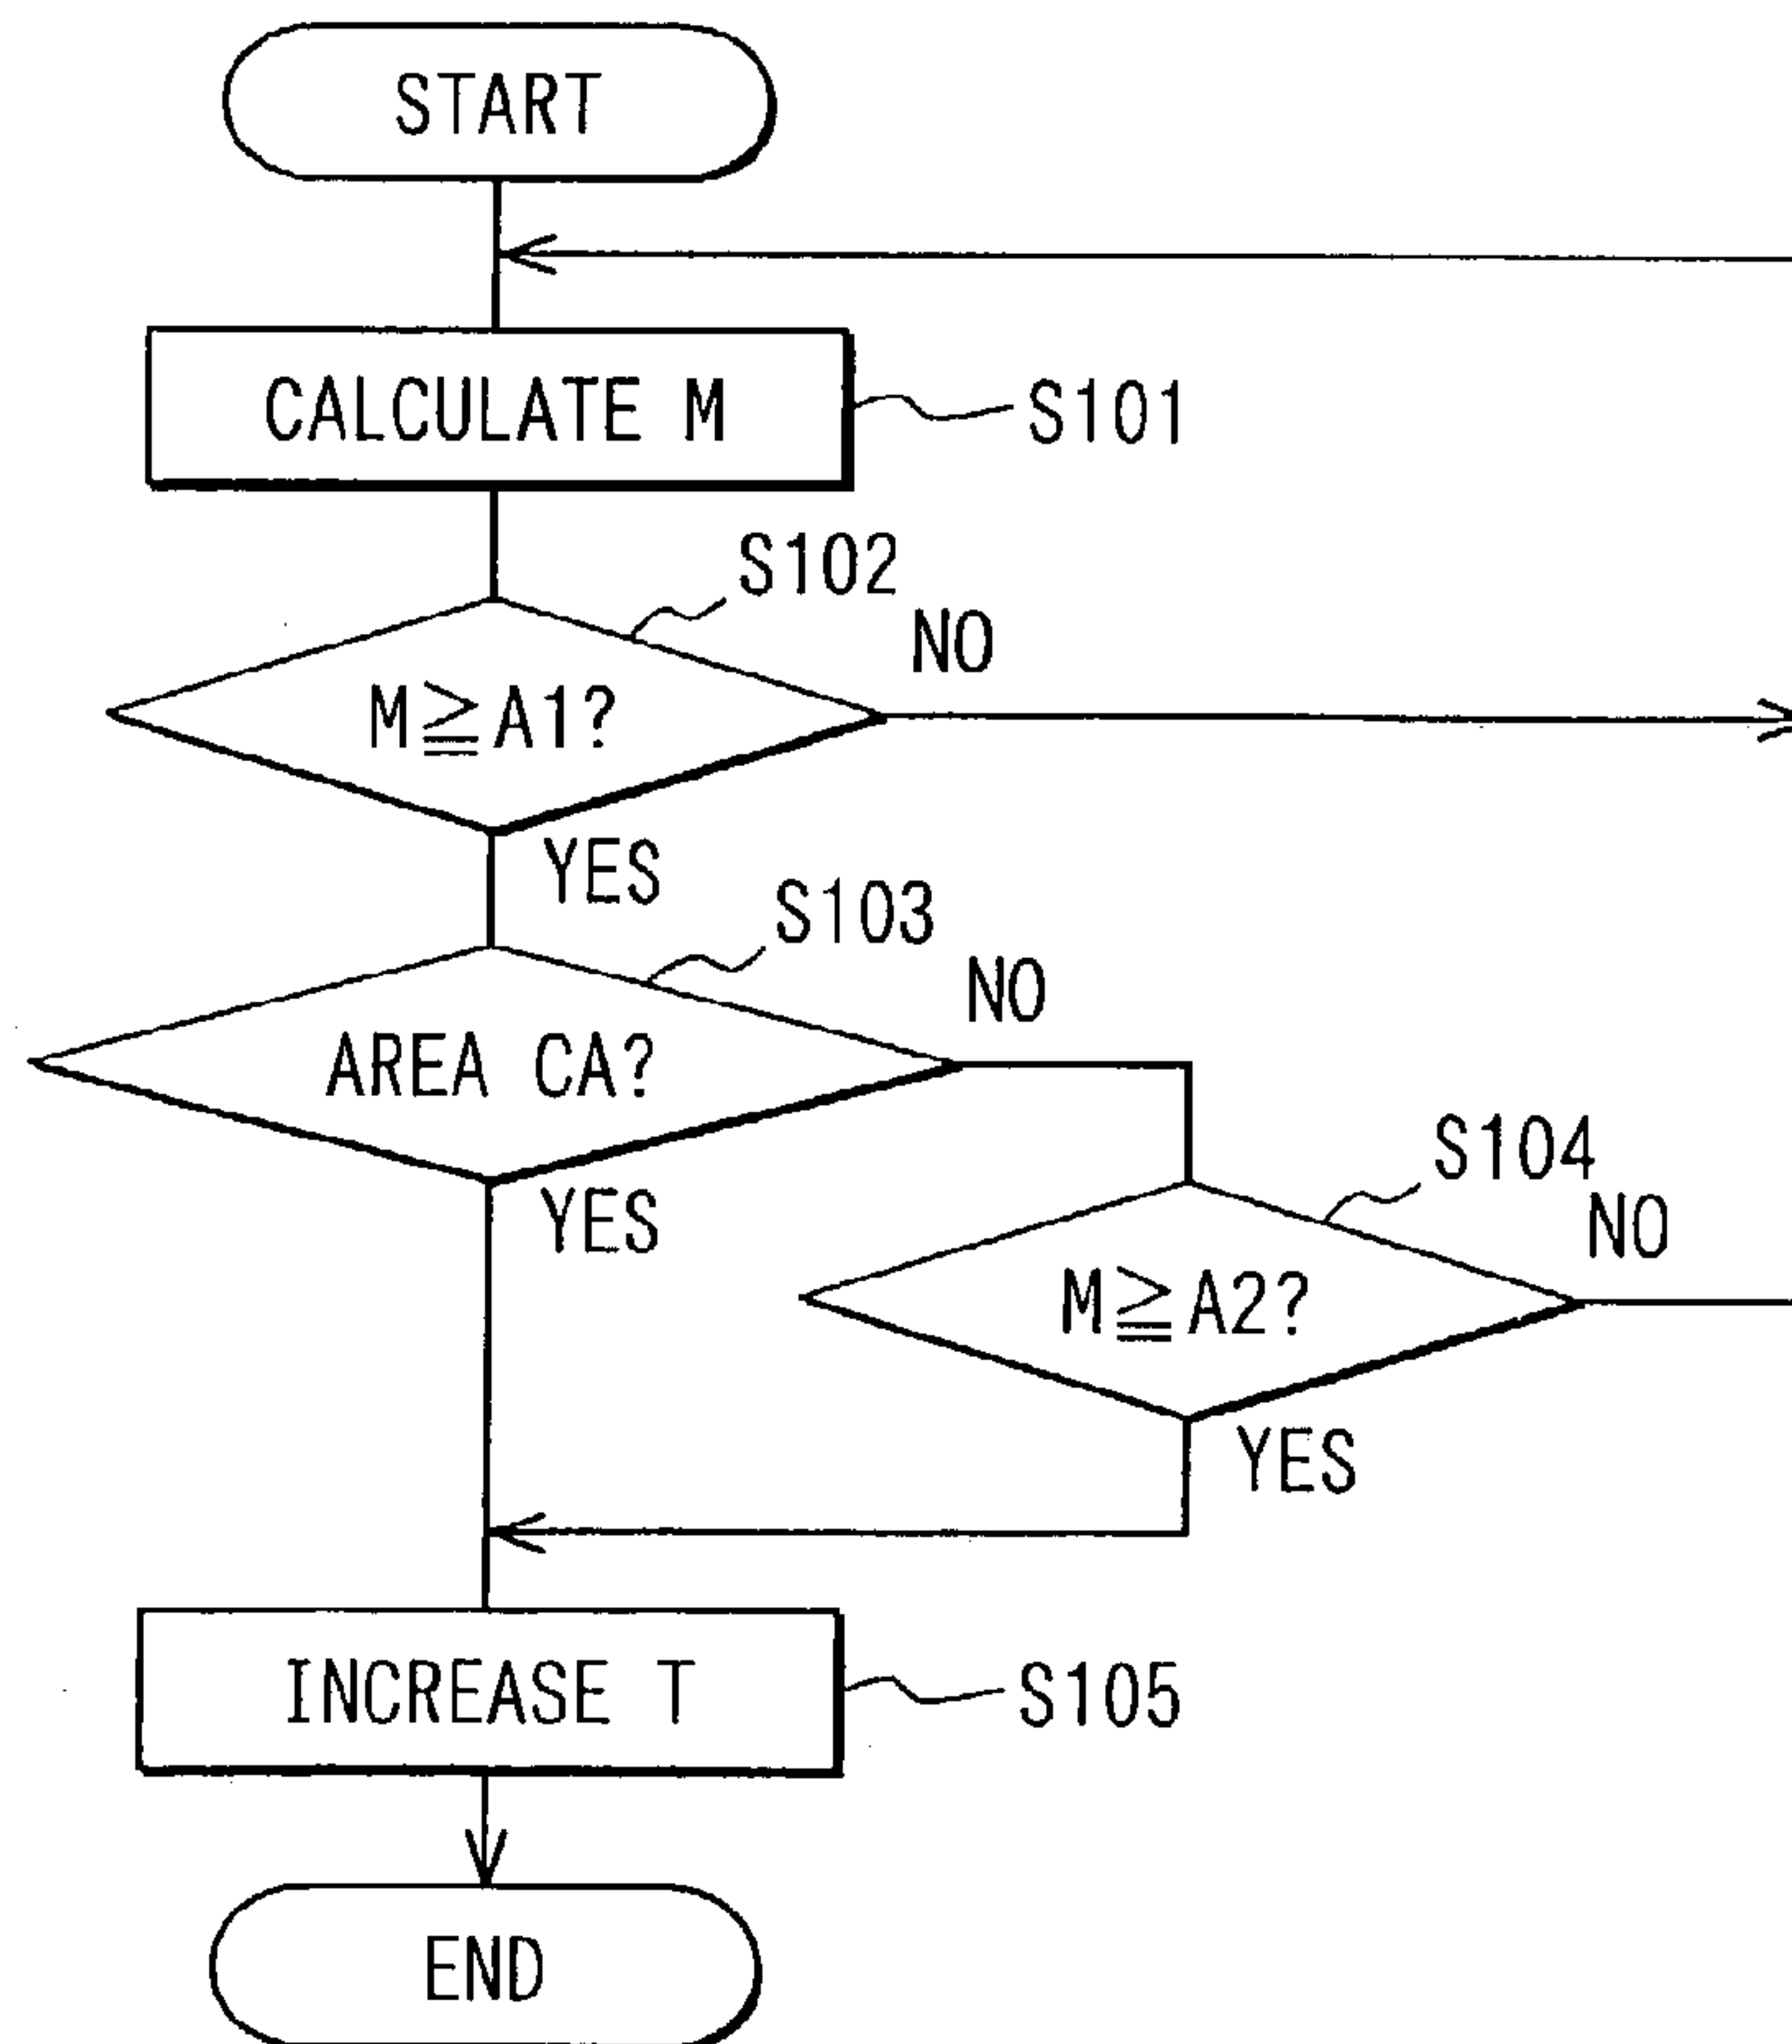 START
CALCULATE M
S101
S102
NO
M≧A1?
YES
S103
NO
AREA CA?
YES
S104
NO
M≧A2?
YES
INCREASE T
S105
END